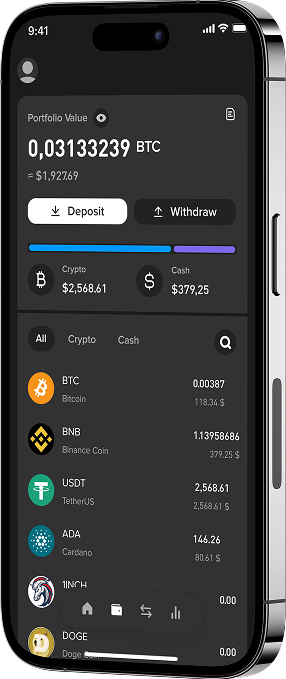 9:41
Portfolio Value
0,03133239 BTC
≈ $1,927.69
Deposit
Withdraw
Crypto
$2,568.61
Cash
$379,25
All
Crypto
Cash
BTC
0.00387
Bitcoin
118.34 $
BNB
1.13958686
Binance Coin
379.25 $
USDT
2,568.61
TetherUS
2,568.61 $
ADA
146.26
Cardano
80.61 $
1INCH
0.00
DOGE
Doge
0.00